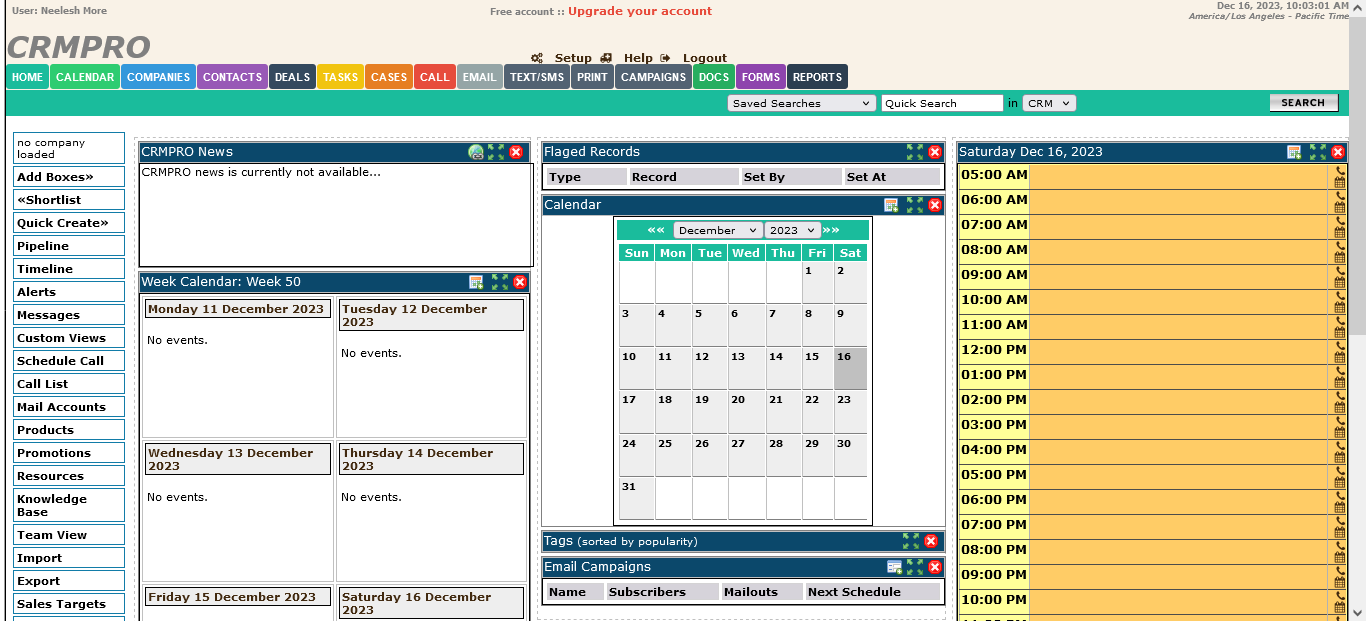 User: Neelesh More
Free account :: Upgrade your account
Dec 16, 2023, 10:03:01 AM
America/Los Angeles - Pacific Time
CRMPRO
Setup Help Logout
HOME CALENDAR COMPANIES CONTACTS DEALS TASKS CASES CALL EMAIL TEXT/SMS PRINT CAMPAIGNS DOCS FORMS REPORTS
Saved Searches Quick Search in CRM SEARCH
no company
loaded
Add Boxes»
«Shortlist
Quick Create»
Pipeline
Timeline
Alerts
Messages
Custom Views
Schedule Call
Call List
Mail Accounts
Products
Promotions
Resources
Knowledge
Base
Team View
Import
Export
Sales Targets
CRMPRO News
CRMPRO news is currently not available...
Week Calendar: Week 50
Monday 11 December 2023
No events.
Tuesday 12 December
2023
No events.
Wednesday 13 December
2023
No events.
Thursday 14 December
2023
No events.
Friday 15 December 2023
Saturday 16 December
2023
Flaged Records
Type Record Set By Set At
Calendar
«« December 2023 »»
Sun Mon Tue Wed Thu Fri Sat
1 2
3 4 5 6 7 8 9
10 11 12 13 14 15 16
17 18 19 20 21 22 23
24 25 26 27 28 29 30
31
Tags (sorted by popularity)
Email Campaigns
Name Subscribers Mailouts Next Schedule
Saturday Dec 16, 2023
05:00 AM
06:00 AM
07:00 AM
08:00 AM
09:00 AM
10:00 AM
11:00 AM
12:00 PM
01:00 PM
02:00 PM
03:00 PM
04:00 PM
05:00 PM
06:00 PM
07:00 PM
08:00 PM
09:00 PM
10:00 PM